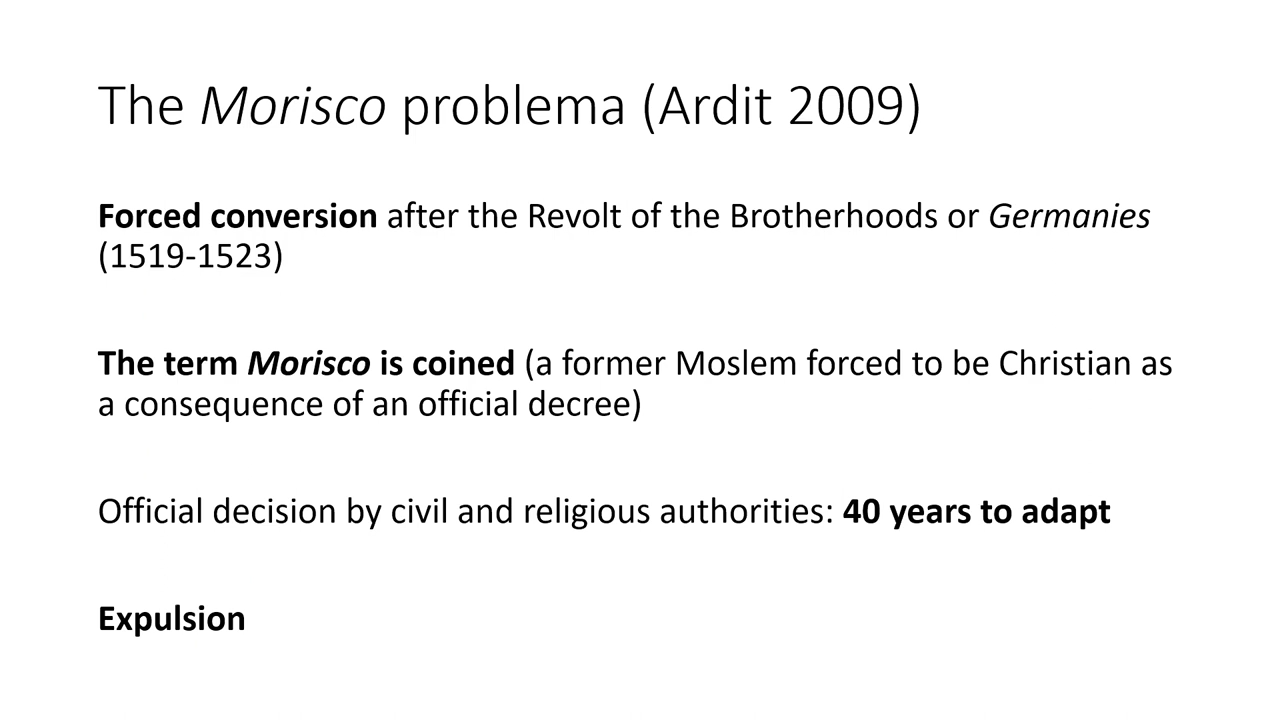 The Morisco problema (Ardit 2009)
Forced conversion after the Revolt of the Brotherhoods or Germanies
(1519-1523)
The term Morisco is coined (a former Moslem forced to be Christian as
a consequence of an official decree)
Official decision by civil and religious authorities: 40 years to adapt
Expulsion